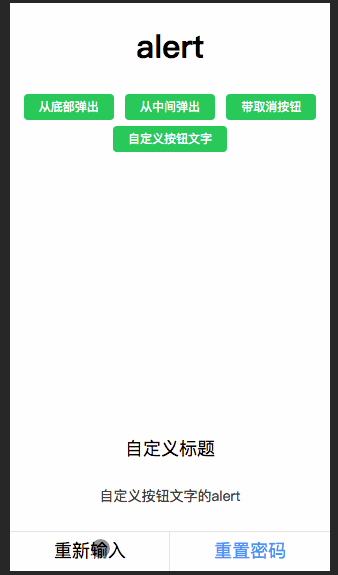 alert
从底部弹出 从中间弹出 带取消按钮
自定义按钮文字
自定义标题
自定义按钮文字的alert
重新输入 重置密码